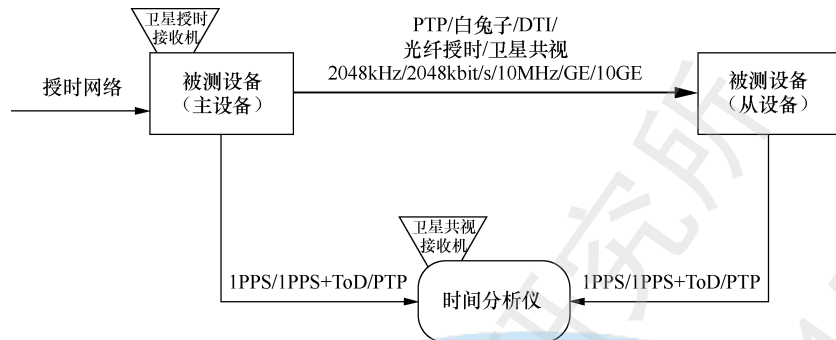 卫星授时
接收机
PTP/白兔子/DTI/
光纤授时/卫星共视
2048kHz/2048kbit/s/10MHz/GE/10GE
授时网络
被测设备
（主设备）
被测设备
（从设备）
卫星共视
接收机
1PPS/1PPS+ToD/PTP
时间分析仪
1PPS/1PPS+ToD/PTP
研究所